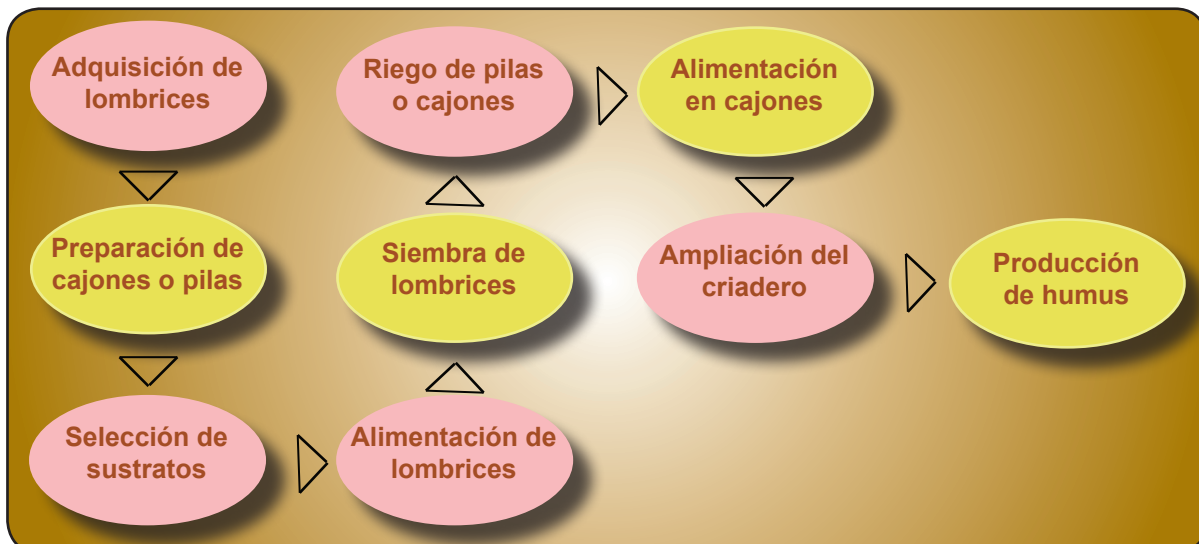 Adquisición de
lombrices
Preparación de
cajones o pilas
Selección de
sustratos
Alimentación de
lombrices
Siembra de
lombrices
Riego de pilas
o cajones
Alimentación
en cajones
Ampliación del
criadero
Producción
de humus